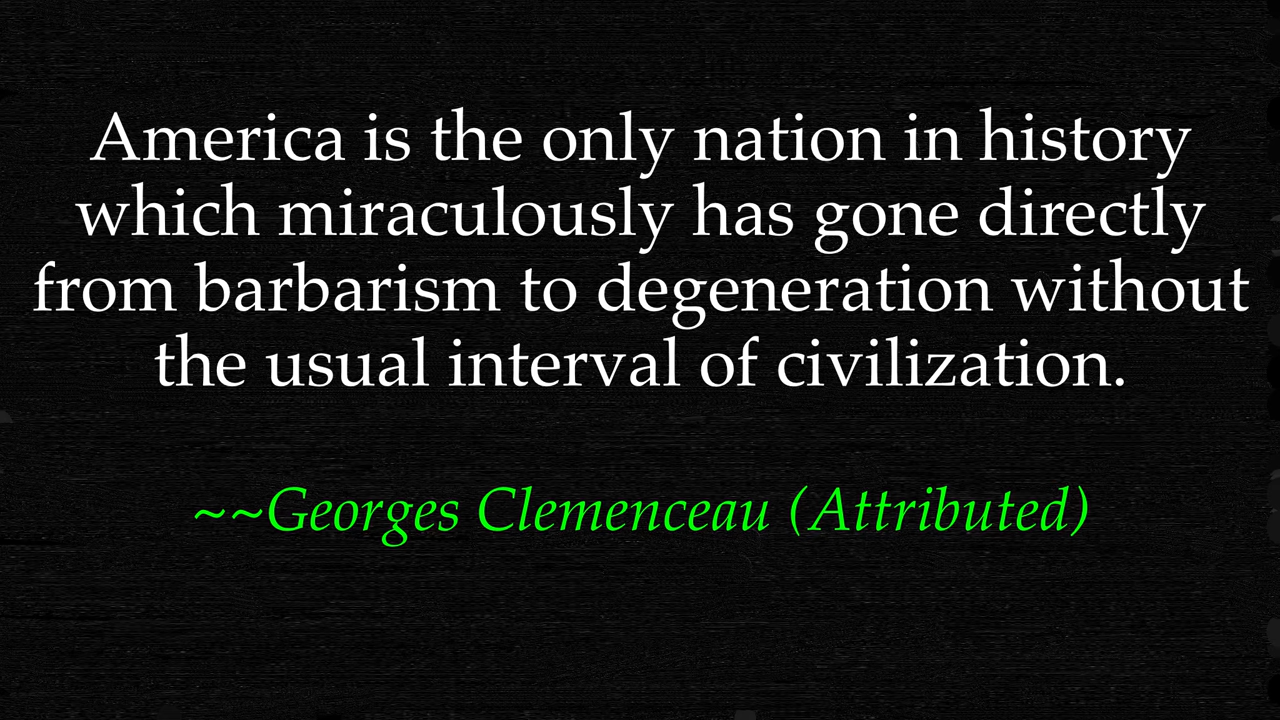 America is the only nation in history
which miraculously has gone directly
from barbarism to degeneration without
the usual interval of civilization.
~~Georges Clemenceau (Attributed)